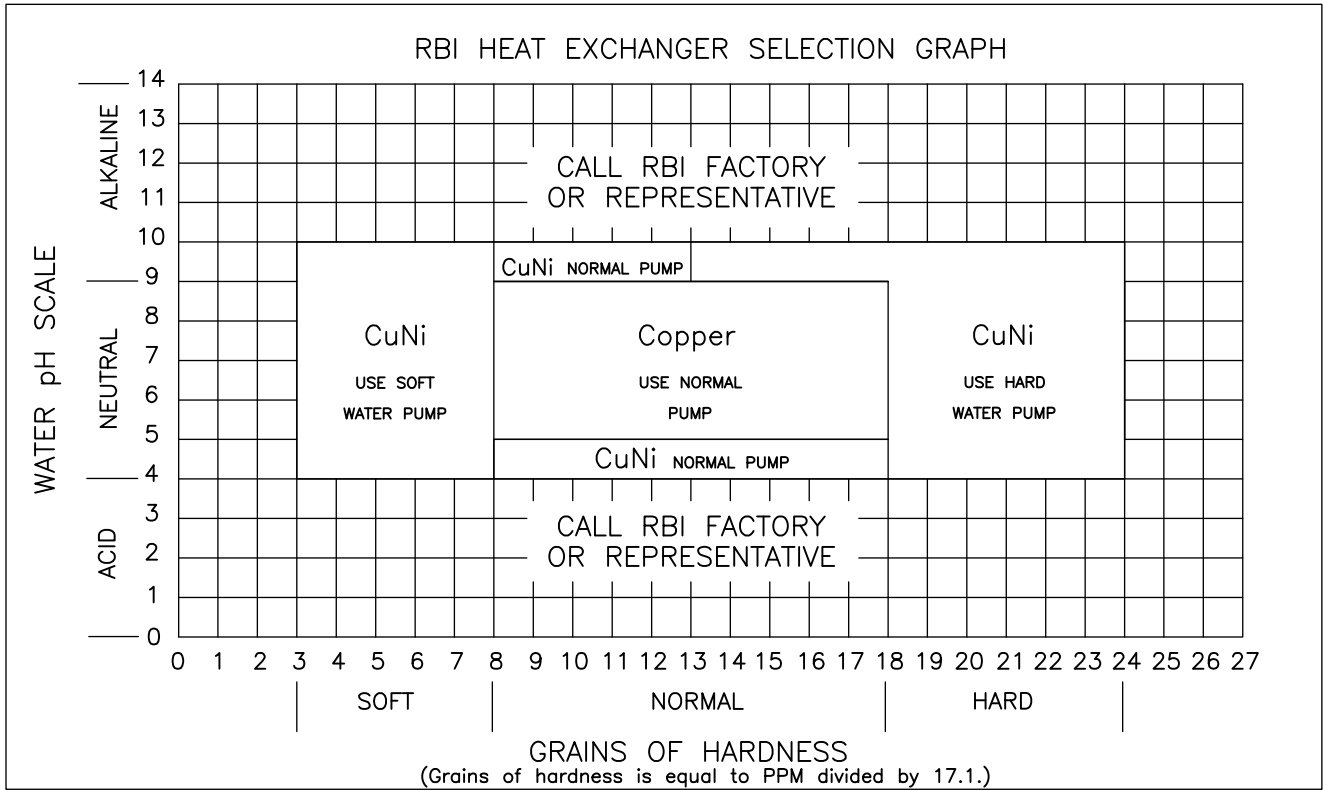 RBI HEAT EXCHANGER SELECTION GRAPH
14
13
12
11
10
9
8
7
6
5
4
3
2
1
0
ALKALINE
NEUTRAL
ACID
WATER pH SCALE
CALL RBI FACTORY
OR REPRESENTATIVE
CuNi NORMAL PUMP
CuNi
USE SOFT
WATER PUMP
Copper
USE NORMAL
PUMP
CuNi
USE HARD
WATER PUMP
CuNi NORMAL PUMP
CALL RBI FACTORY
OR REPRESENTATIVE
0 1 2 3 4 5 6 7 8 9 10 11 12 13 14 15 16 17 18 19 20 21 22 23 24 25 26 27
SOFT NORMAL HARD
GRAINS OF HARDNESS
(Grains of hardness is equal to PPM divided by 17.1.)